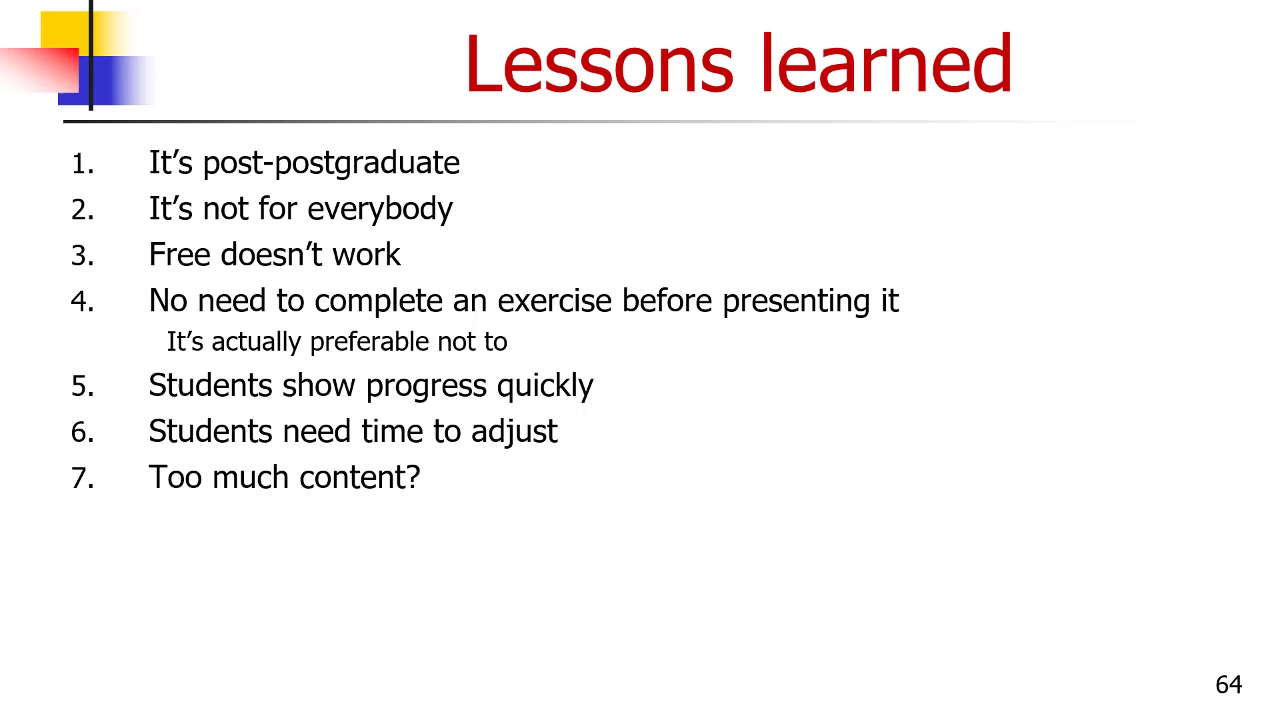 Lessons learned
1. It’s post-postgraduate
2. It’s not for everybody
3. Free doesn’t work
4. No need to complete an exercise before presenting it
It’s actually preferable not to
5. Students show progress quickly
6. Students need time to adjust
7. Too much content?
64